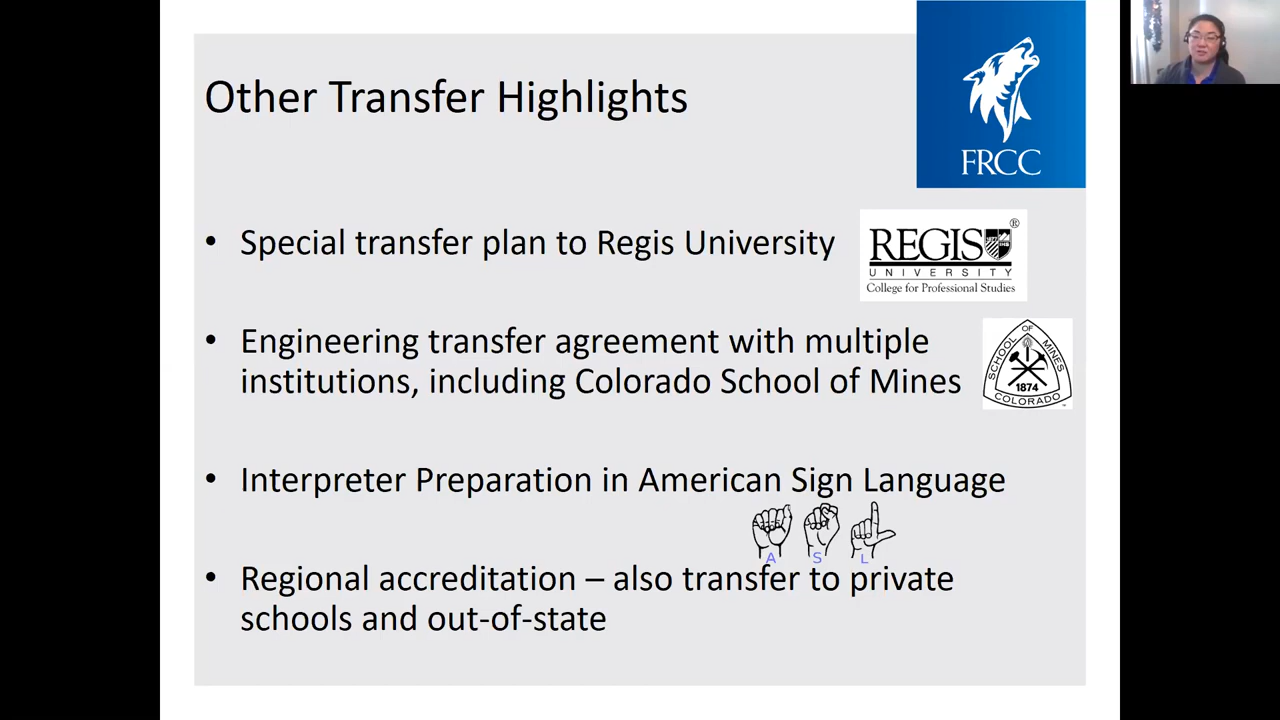 Other Transfer Highlights
FRCC
• Special transfer plan to Regis University
REGIS®
UNIVERSITY
College for Professional Studies
• Engineering transfer agreement with multiple
institutions, including Colorado School of Mines
SCHOOL OF MINES
1874
COLORADO
• Interpreter Preparation in American Sign Language
A S L
• Regional accreditation – also transfer to private
schools and out-of-state